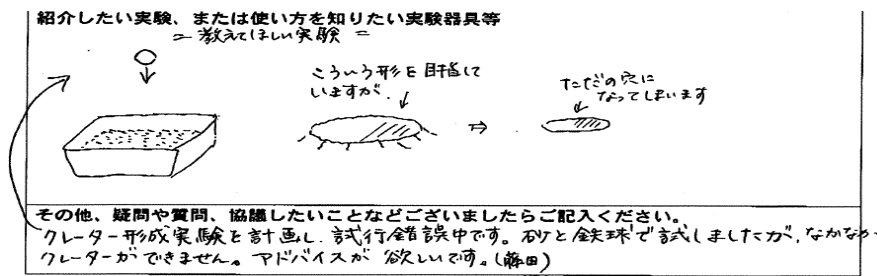 紹介したい実験、または使い方を知りたい実験器具等
= 教えてほしい実験 =
こういう形を目指して
いますが、
ただの穴に
なってしまいます
⇒
その他、疑問や質問、協議したいことなどございましたらご記入ください。
クレーター形成実験を計画し、試行錯誤中です。砂と鉄球で試しましたが、なかなか
クレーターができません。アドバイスが欲しいです。(藤田)